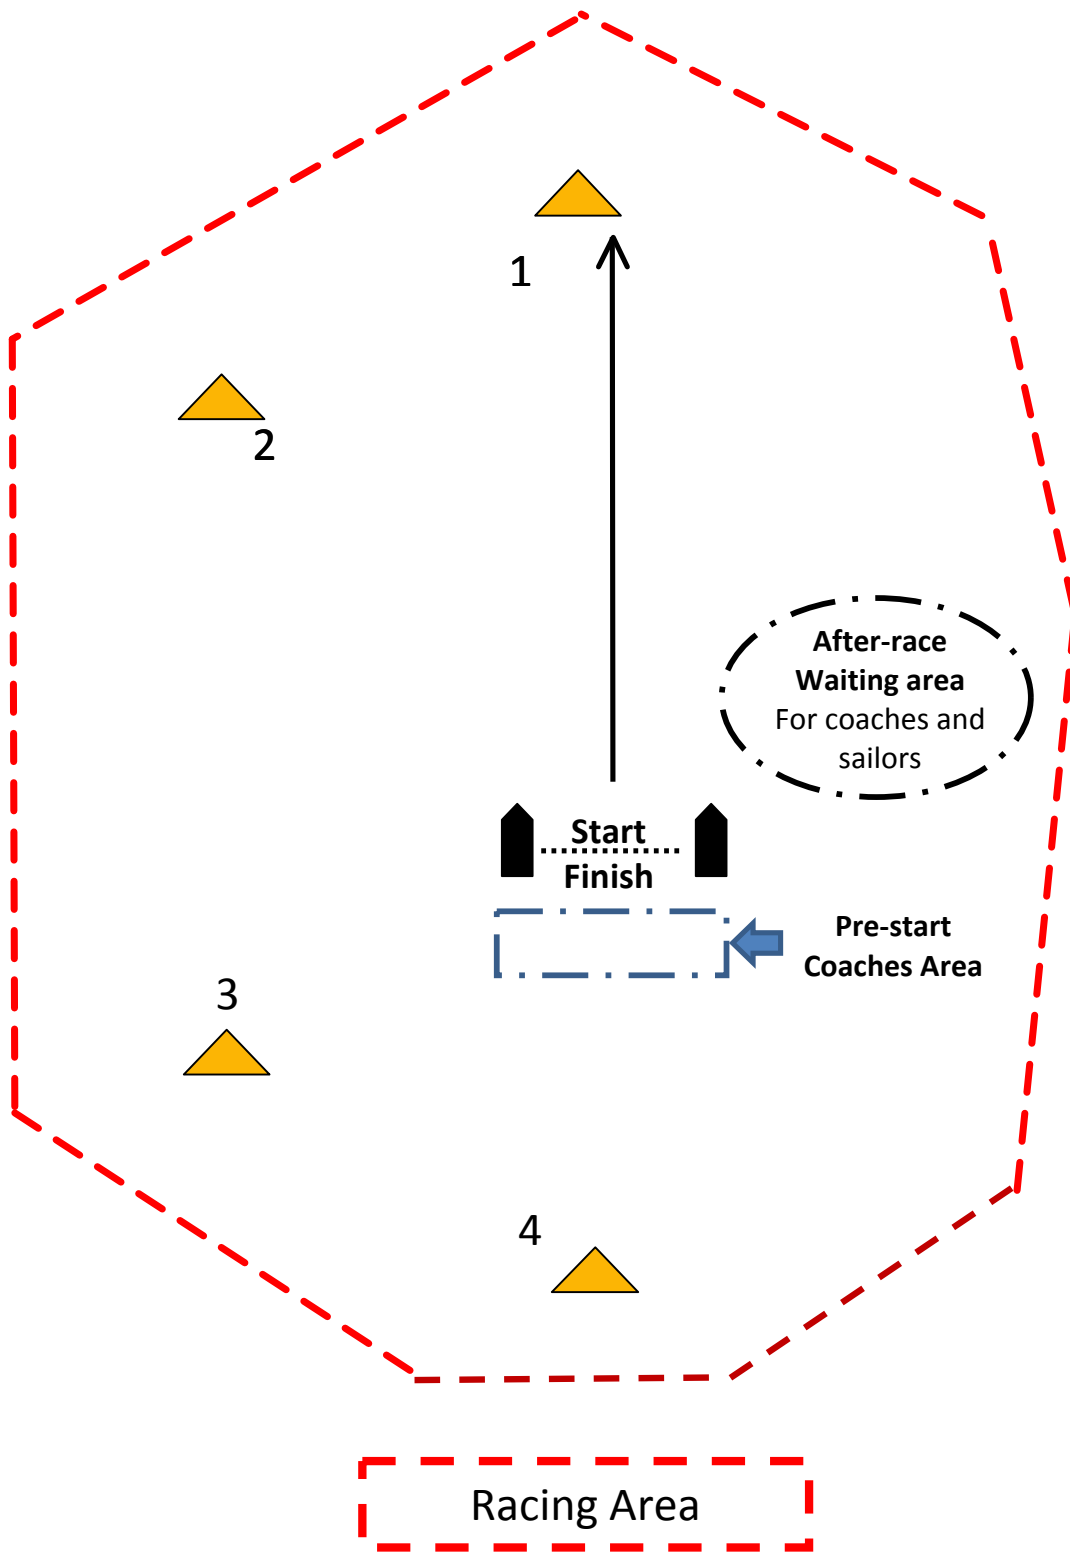 1
2
After-race
Waiting area
For coaches and
sailors
Start
Finish
Pre-start
Coaches Area
3
4
Racing Area